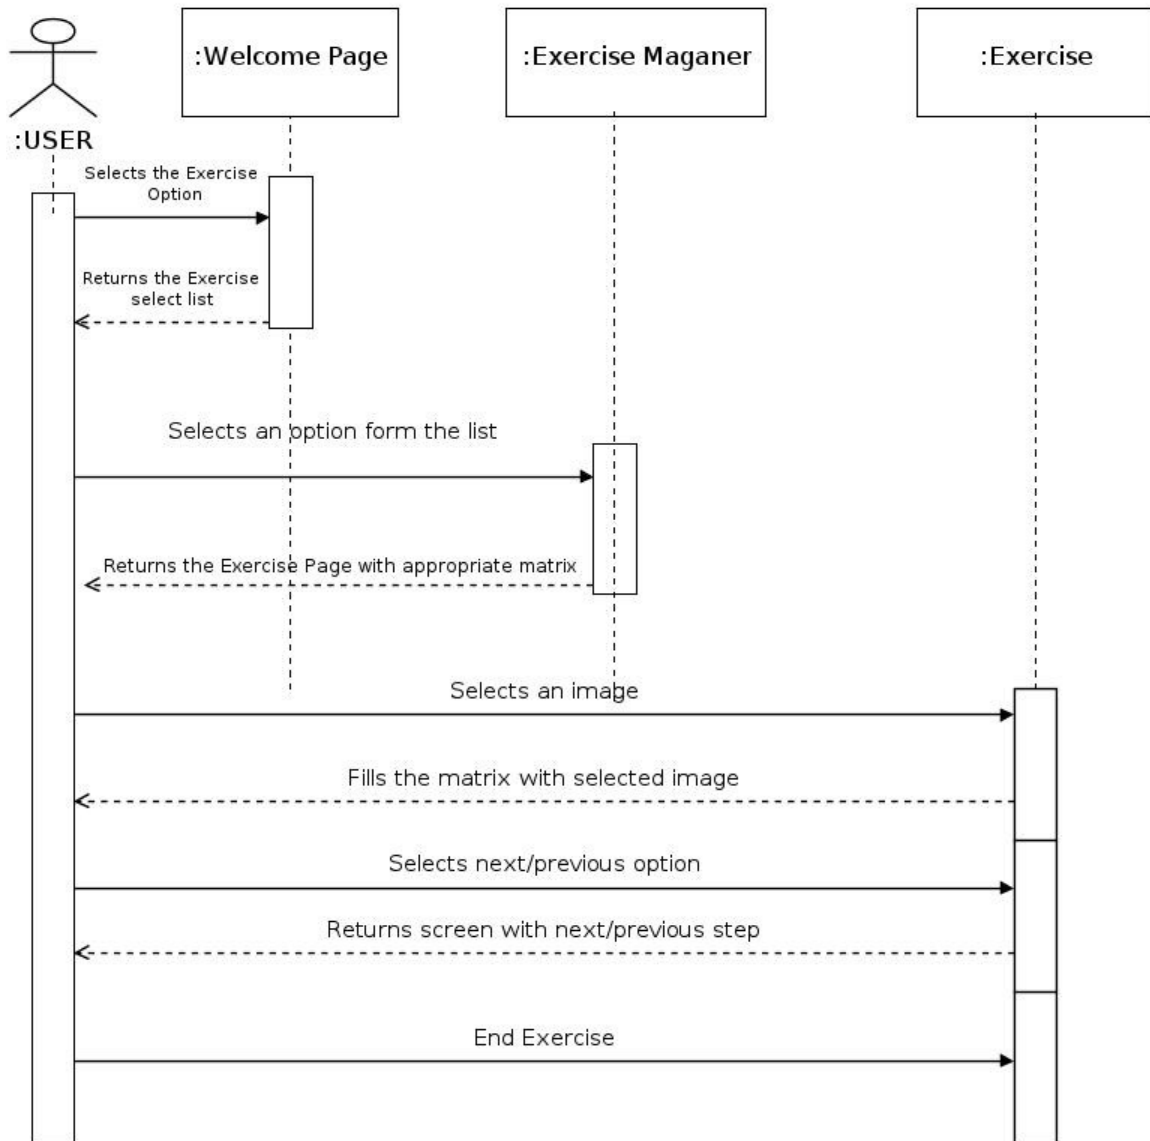 :Welcome Page
:Exercise Maganer
:Exercise
:USER
Selects the Exercise
Option
Returns the Exercise
select list
Selects an option form the list
Returns the Exercise Page with appropriate matrix
Selects an image
Fills the matrix with selected image
Selects next/previous option
Returns screen with next/previous step
End Exercise